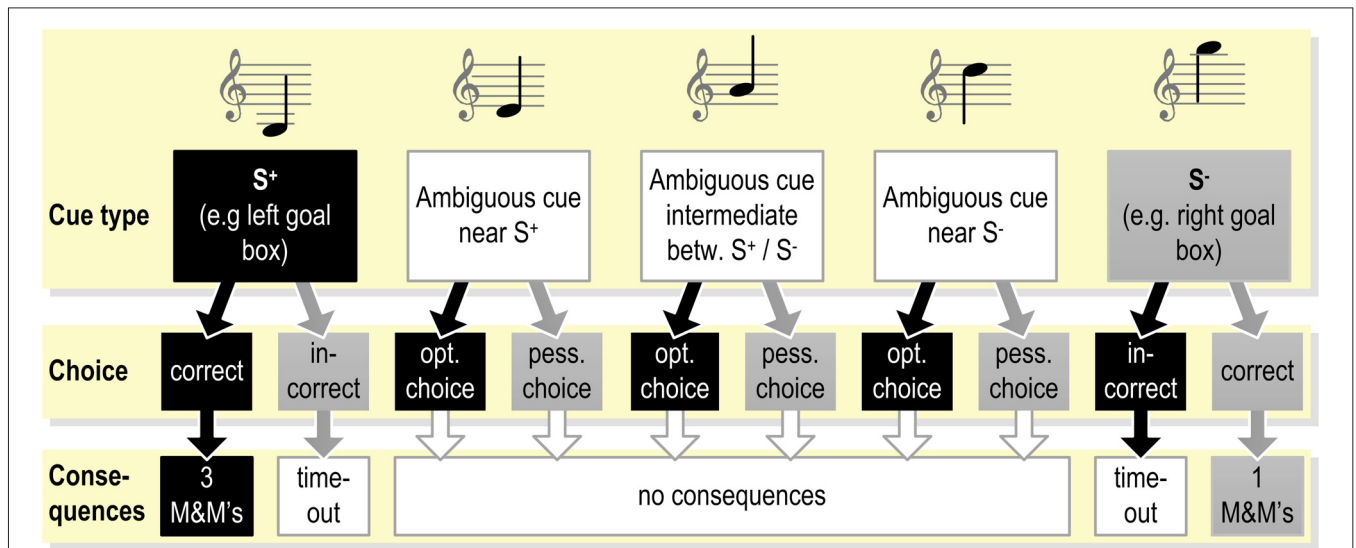 Cue type
S+
(e.g left goal
box)
Ambiguous cue
near S+
Ambiguous cue
intermediate
betw. S+ / S-
Ambiguous cue
near S-
S-
(e.g. right goal
box)
Choice
correct
in-
correct
opt.
choice
pess.
choice
opt.
choice
pess.
choice
opt.
choice
pess.
choice
in-
correct
correct
Conse-
quences
3
M&M's
time-
out
no consequences
time-
out
1
M&M's